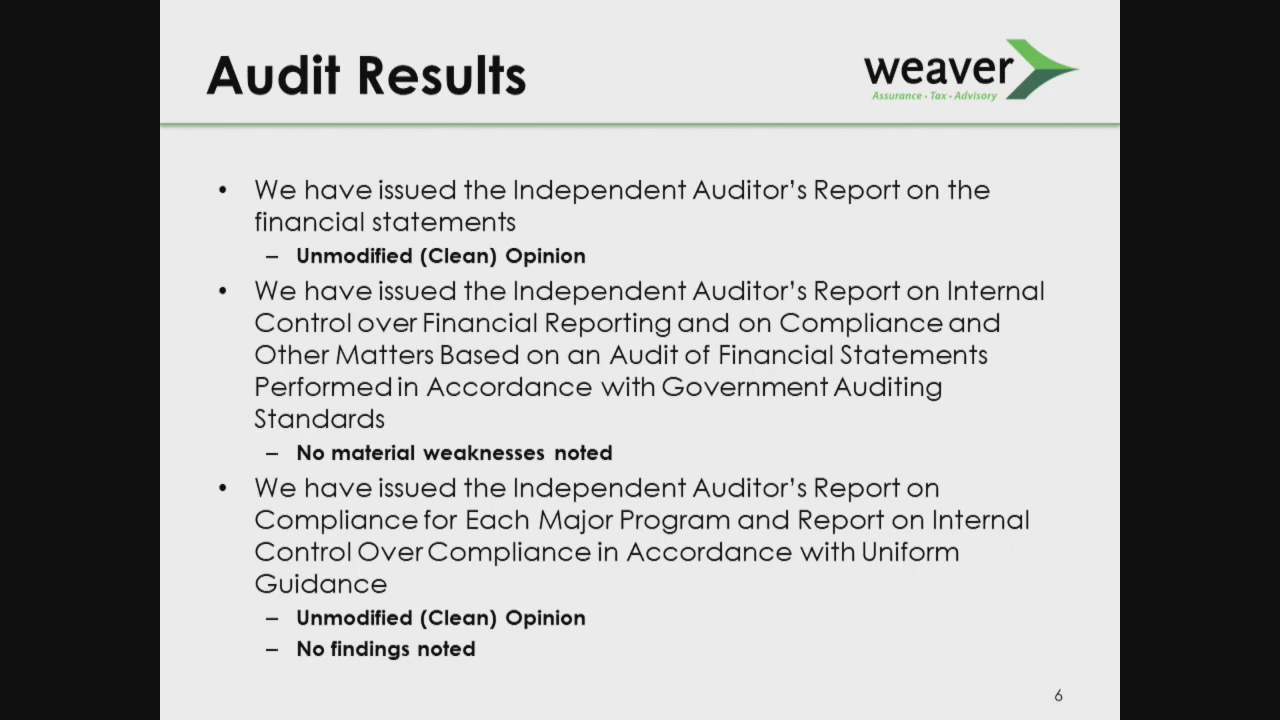 Audit Results
weaver
Assurance • Tax • Advisory
• We have issued the Independent Auditor’s Report on the
financial statements
– Unmodified (Clean) Opinion
• We have issued the Independent Auditor’s Report on Internal
Control over Financial Reporting and on Compliance and
Other Matters Based on an Audit of Financial Statements
Performed in Accordance with Government Auditing
Standards
– No material weaknesses noted
• We have issued the Independent Auditor’s Report on
Compliance for Each Major Program and Report on Internal
Control Over Compliance in Accordance with Uniform
Guidance
– Unmodified (Clean) Opinion
– No findings noted
6